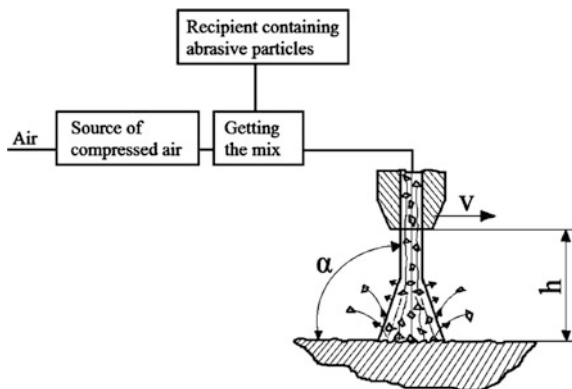 Recipient containing
abrasive particles
Air
Source of
compressed air
Getting
the mix
V
α
h